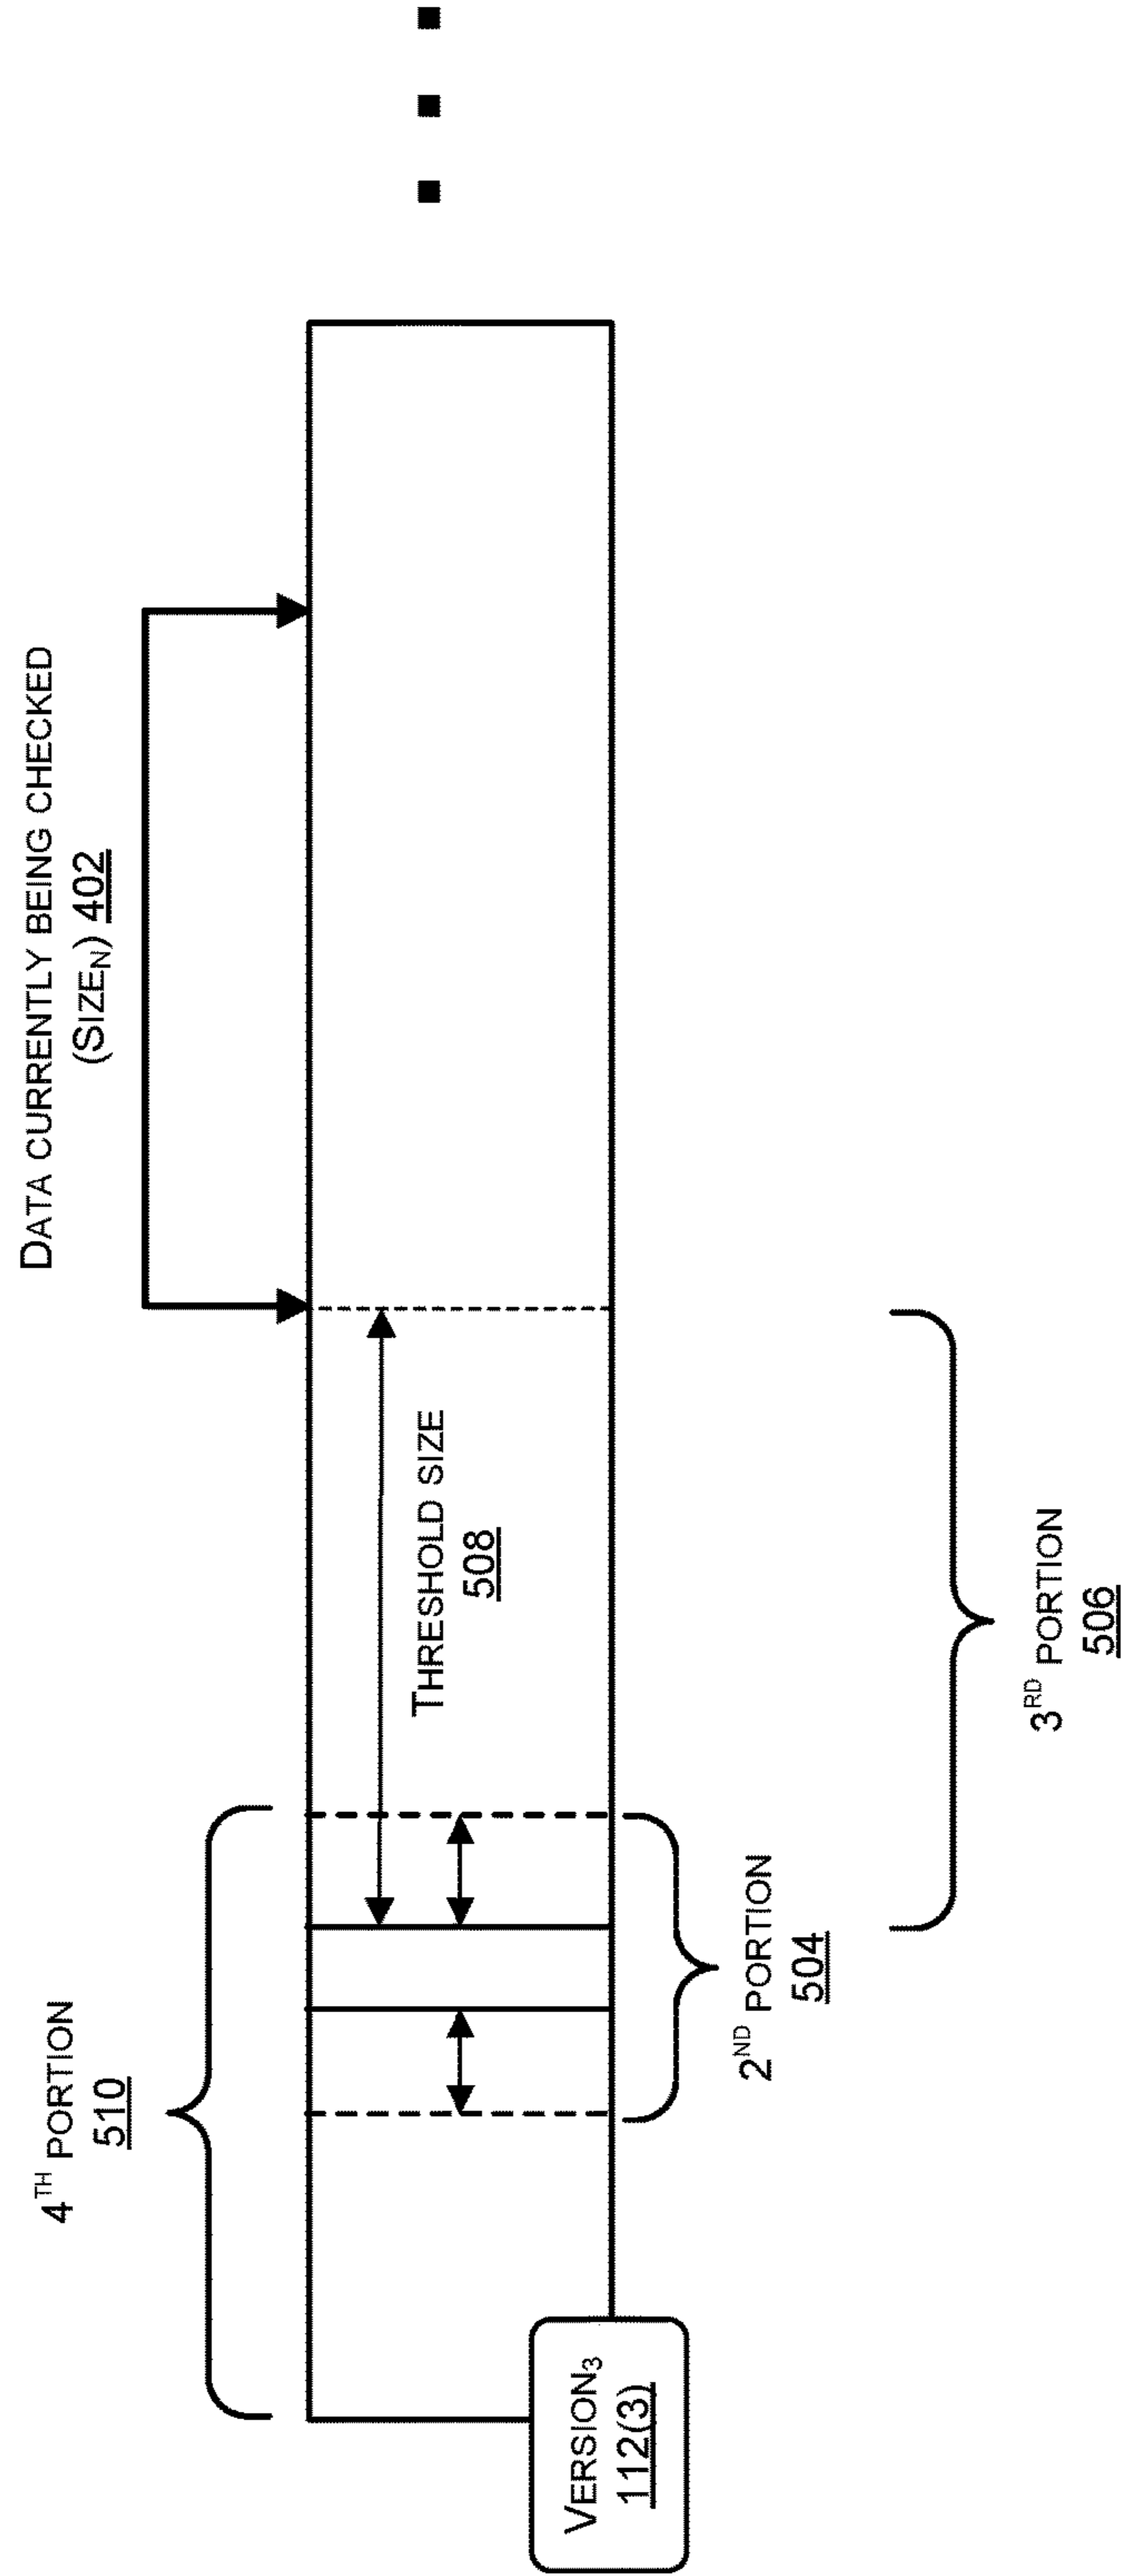 DATA CURRENTLY BEING CHECKED
(SIZEN) 402
4TH PORTION
510
THRESHOLD SIZE
508
VERSION3
112(3)
2ND PORTION
504
3RD PORTION
506